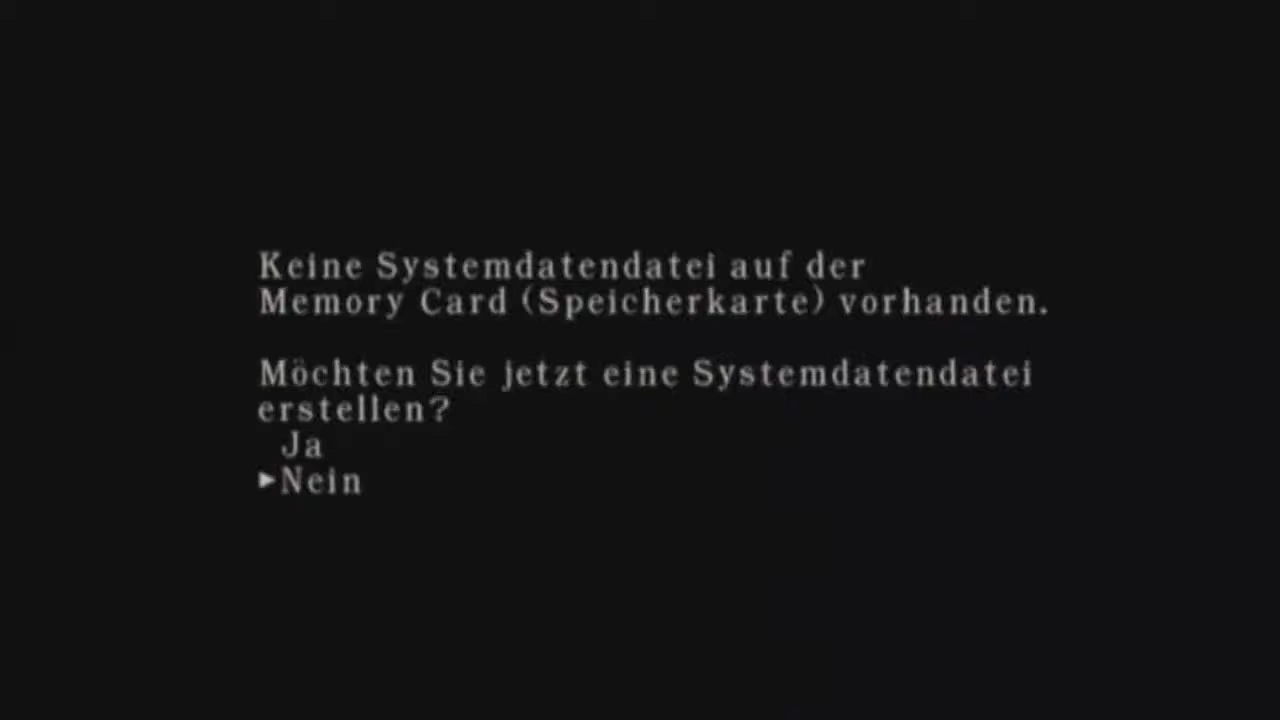 Keine Systemdatendatei auf der
Memory Card (Speicherkarte) vorhanden.
Möchten Sie jetzt eine Systemdatendatei
erstellen?
Ja
►Nein